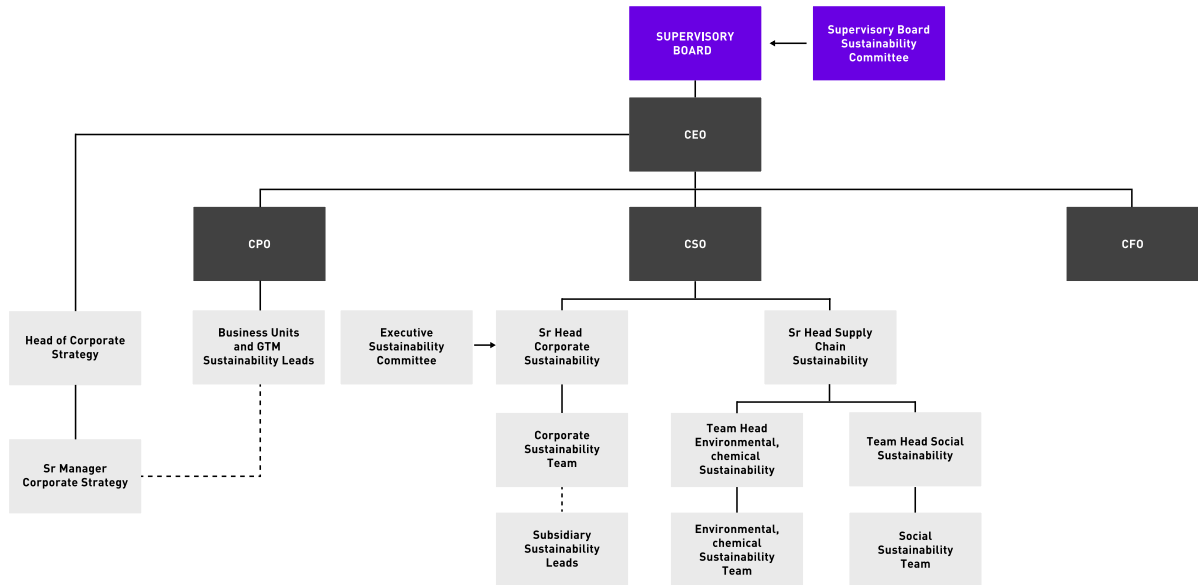 SUPERVISORY
BOARD
Supervisory Board
Sustainability
Committee
CEO
CPO
CSO
CFO
Head of Corporate
Strategy
Business Units
and GTM
Sustainability Leads
Executive
Sustainability
Committee
Sr Head
Corporate
Sustainability
Sr Head Supply
Chain
Sustainability
Sr Manager
Corporate Strategy
Corporate
Sustainability
Team
Team Head
Environmental,
chemical
Sustainability
Team Head Social
Sustainability
Subsidiary
Sustainability
Leads
Environmental,
chemical
Sustainability
Team
Social
Sustainability
Team